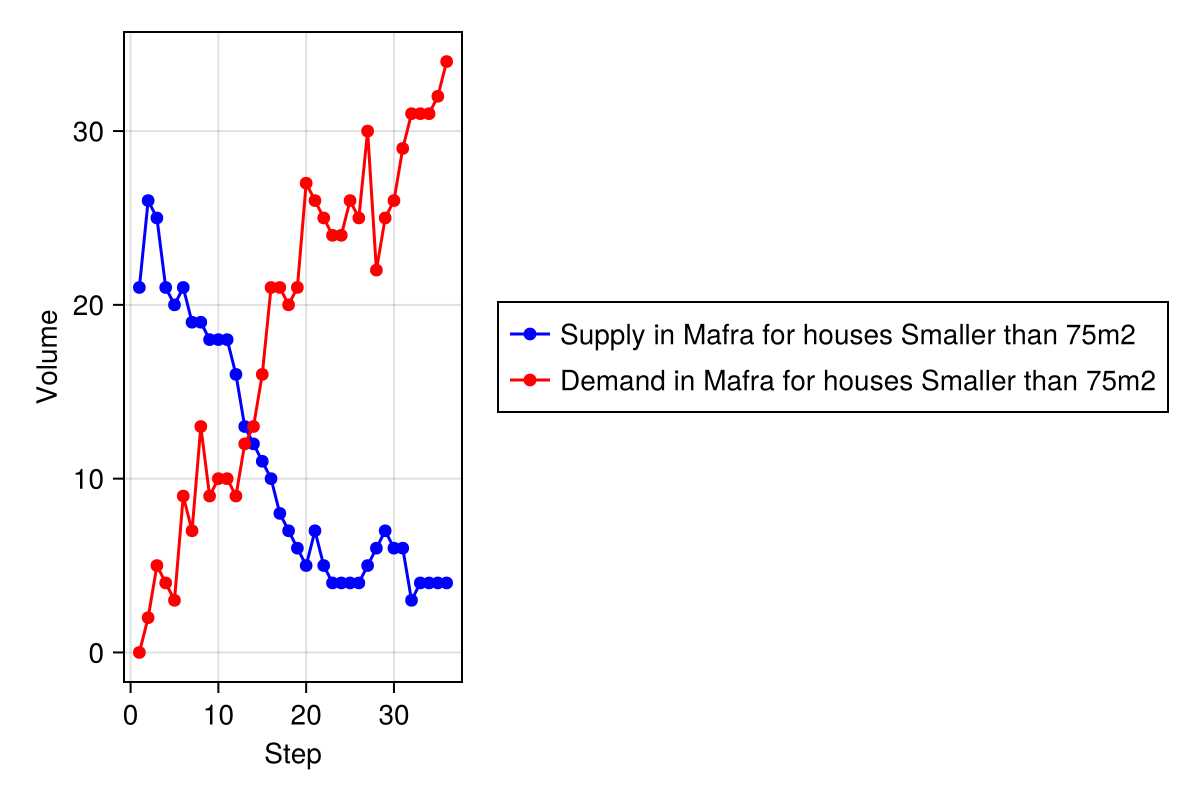 30
20
10
0
Volume
0 10 20 30
Step
Supply in Mafra for houses Smaller than 75m2
Demand in Mafra for houses Smaller than 75m2